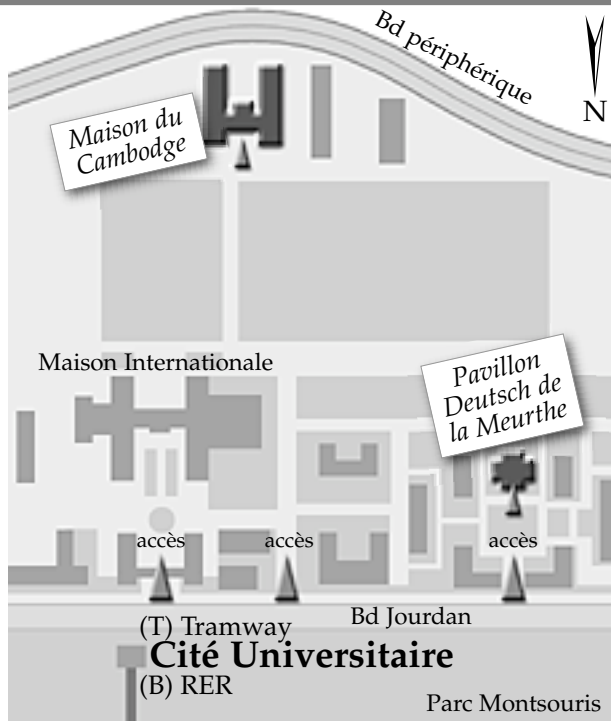 Bd périphérique
N
Maison du
Cambodge
Maison Internationale
Pavillon
Deutsch de
la Meurthe
accès
accès
accès
Bd Jourdan
(T) Tramway
Cité Universitaire
(B) RER
Parc Montsouris